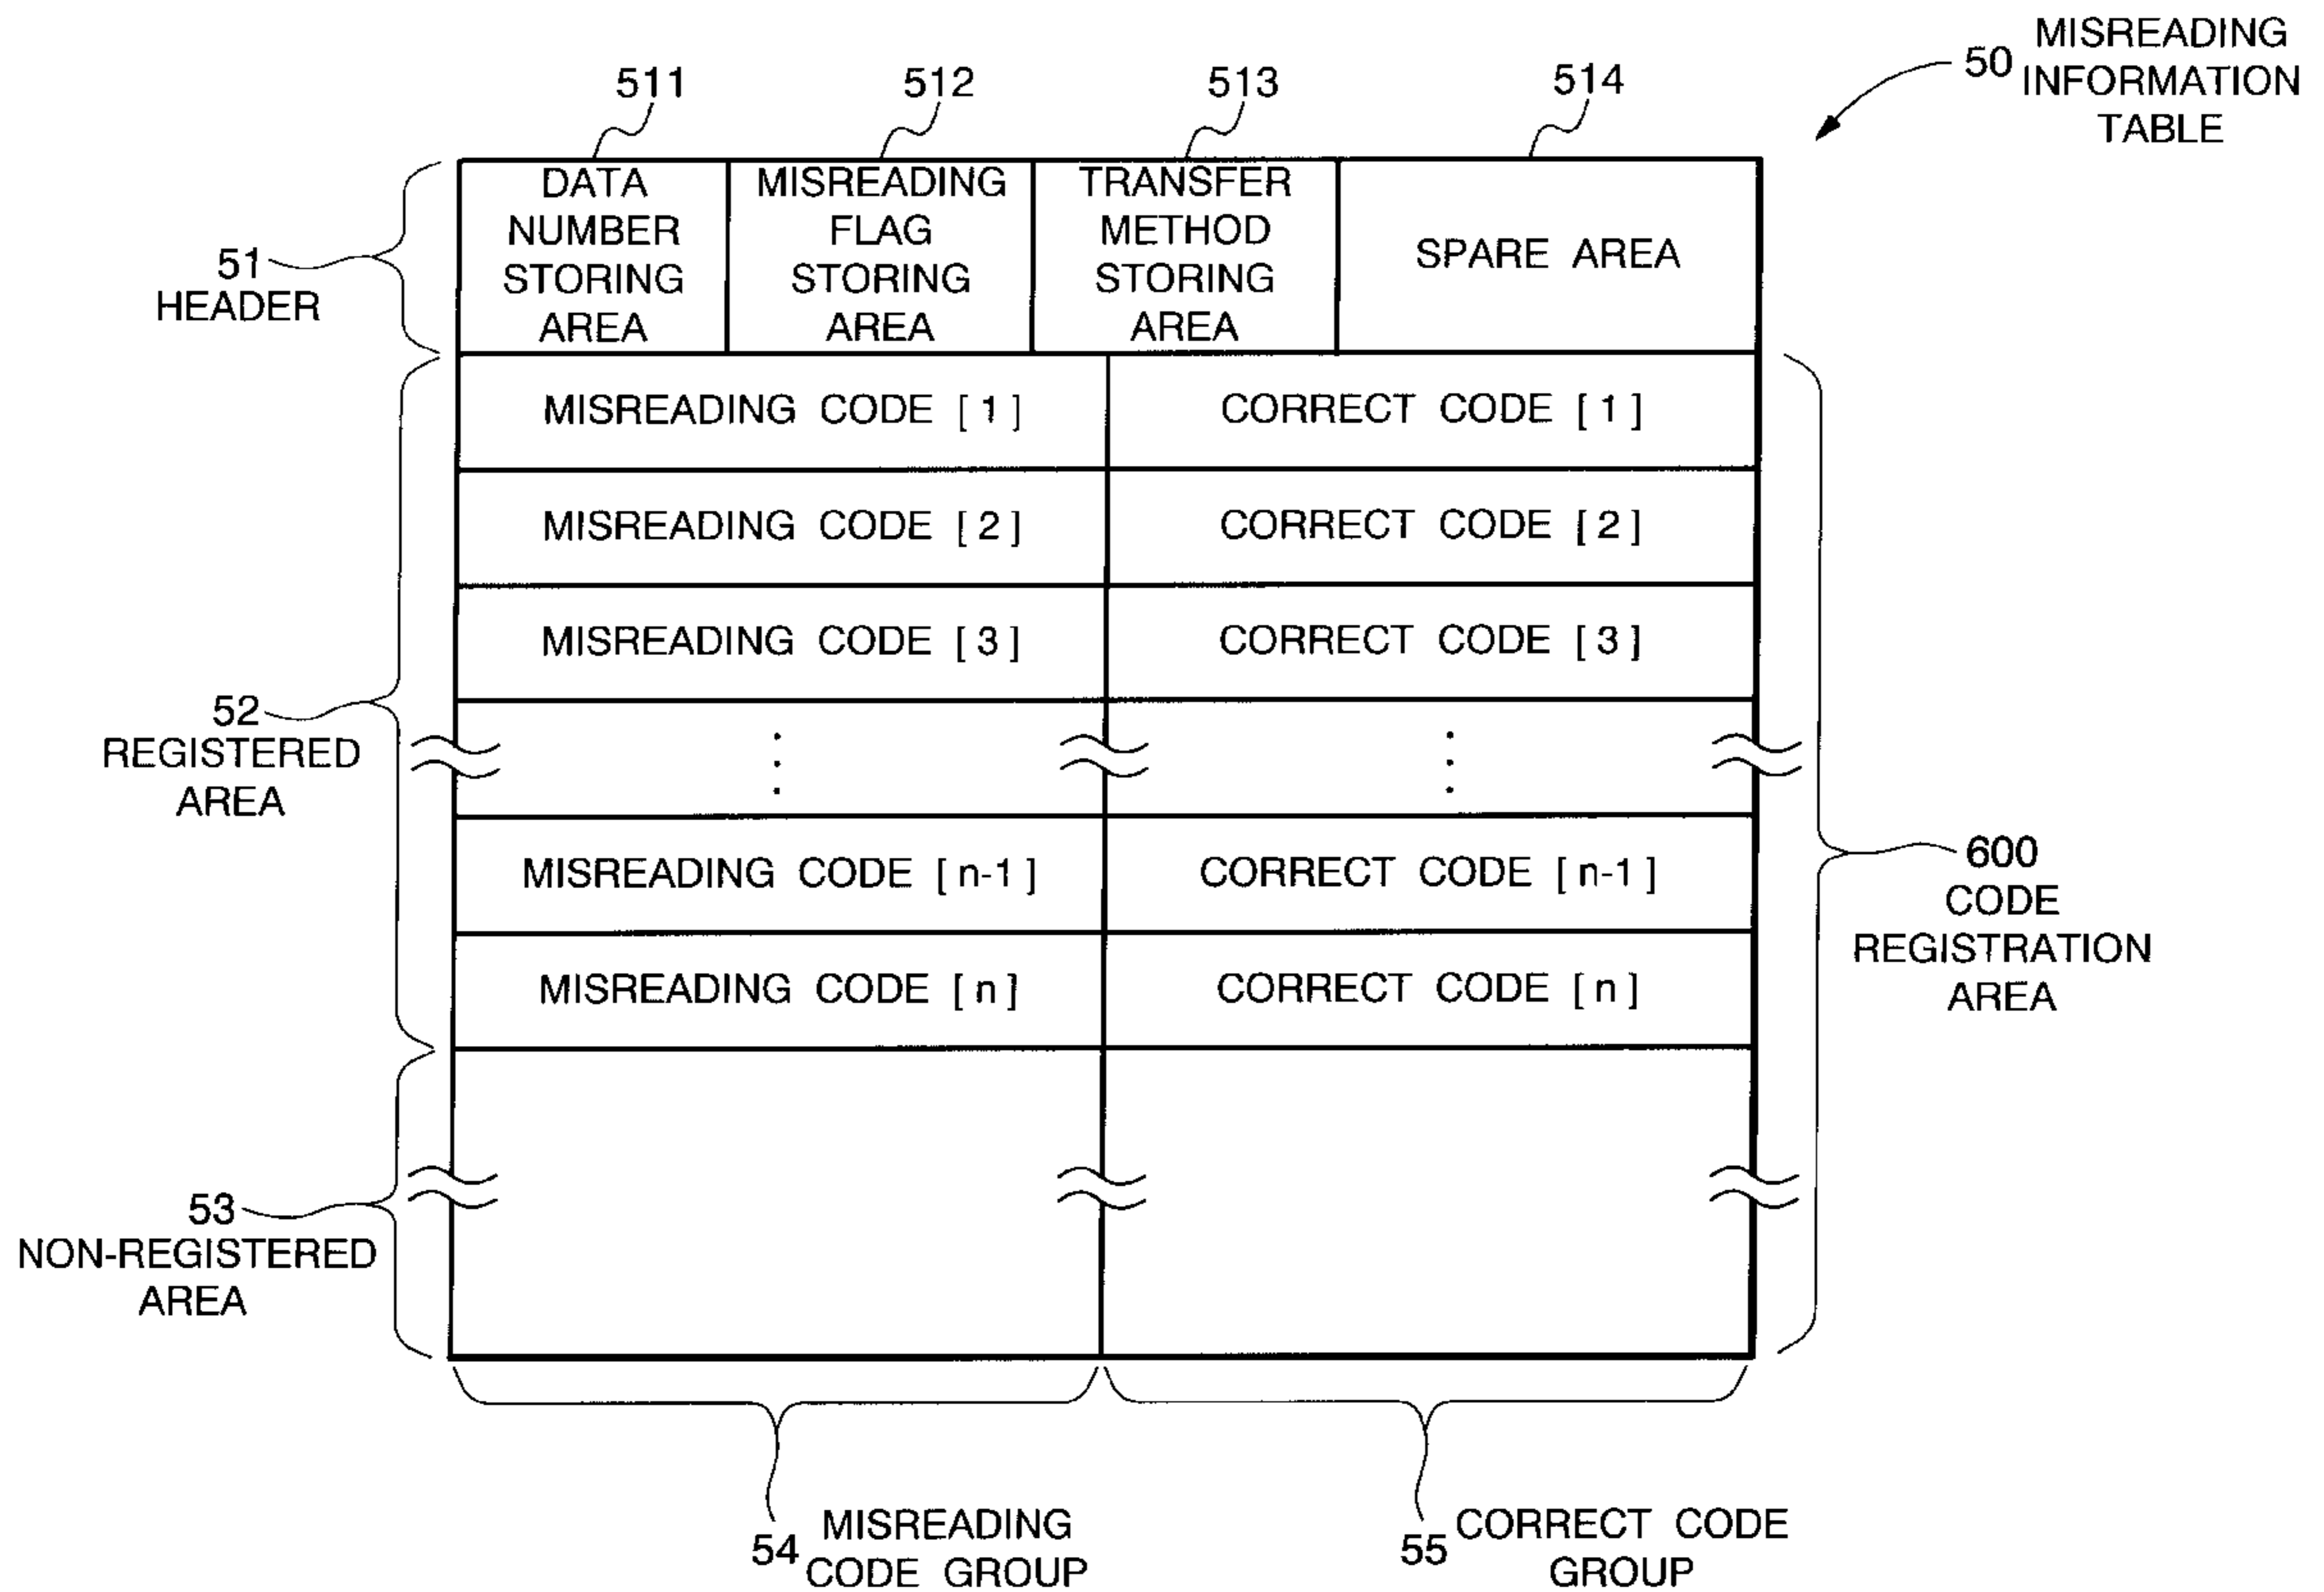 MISREADING
50 INFORMATION
TABLE
511
512
513
514
DATA
NUMBER
STORING
AREA
MISREADING
FLAG
STORING
AREA
TRANSFER
METHOD
STORING
AREA
SPARE AREA
51
HEADER
MISREADING CODE [1]
CORRECT CODE [1]
MISREADING CODE [2]
CORRECT CODE [2]
MISREADING CODE [3]
CORRECT CODE [3]
52
REGISTERED
AREA
MISREADING CODE [n-1]
CORRECT CODE [n-1]
MISREADING CODE [n]
CORRECT CODE [n]
600
CODE
REGISTRATION
AREA
53
NON-REGISTERED
AREA
54 MISREADING
CODE GROUP
55 CORRECT CODE
GROUP